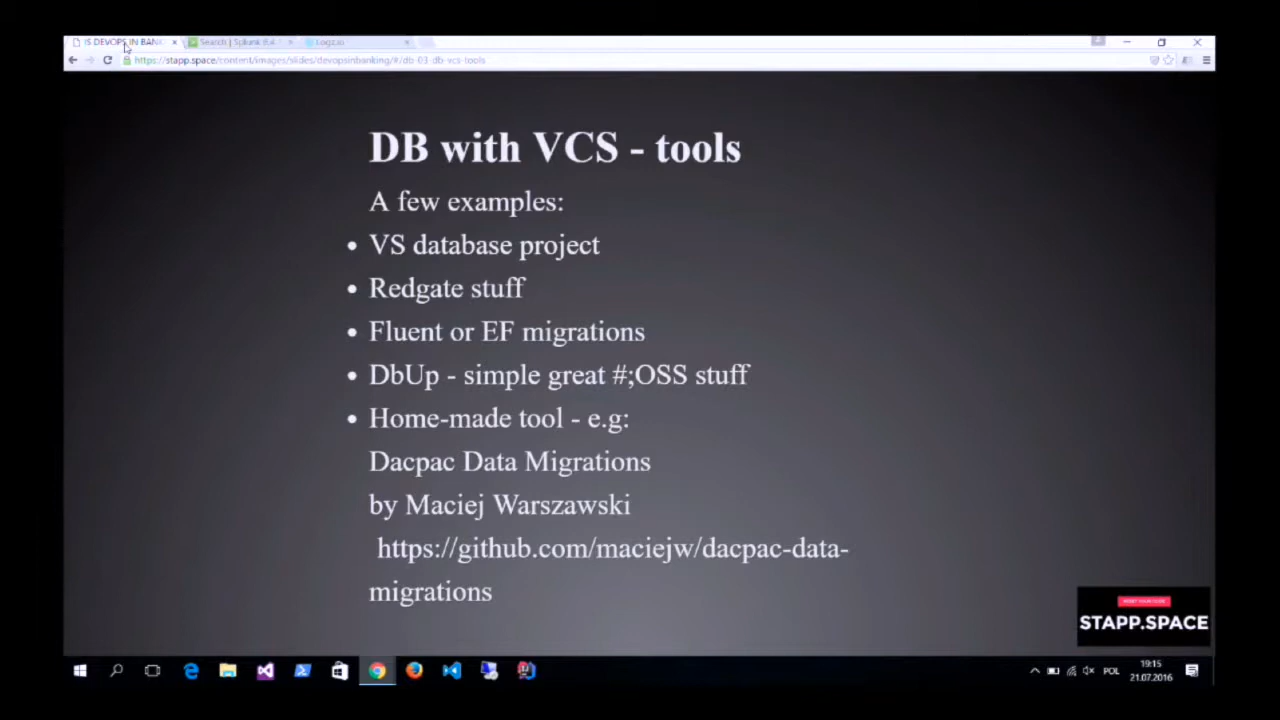 IS DEVOPS IN BANK
Search | Splunk 6.4
Logz.io
https://stapp.space/content/images/slides/devopsinbanking/#/db-03-db-vcs-tools
DB with VCS - tools
A few examples:
• VS database project
• Redgate stuff
• Fluent or EF migrations
• DbUp - simple great #;OSS stuff
• Home-made tool - e.g:
Dacpac Data Migrations
by Maciej Warszawski
https://github.com/maciejw/dacpac-data-
migrations
STAPP.SPACE
POL
19:15
21.07.2016